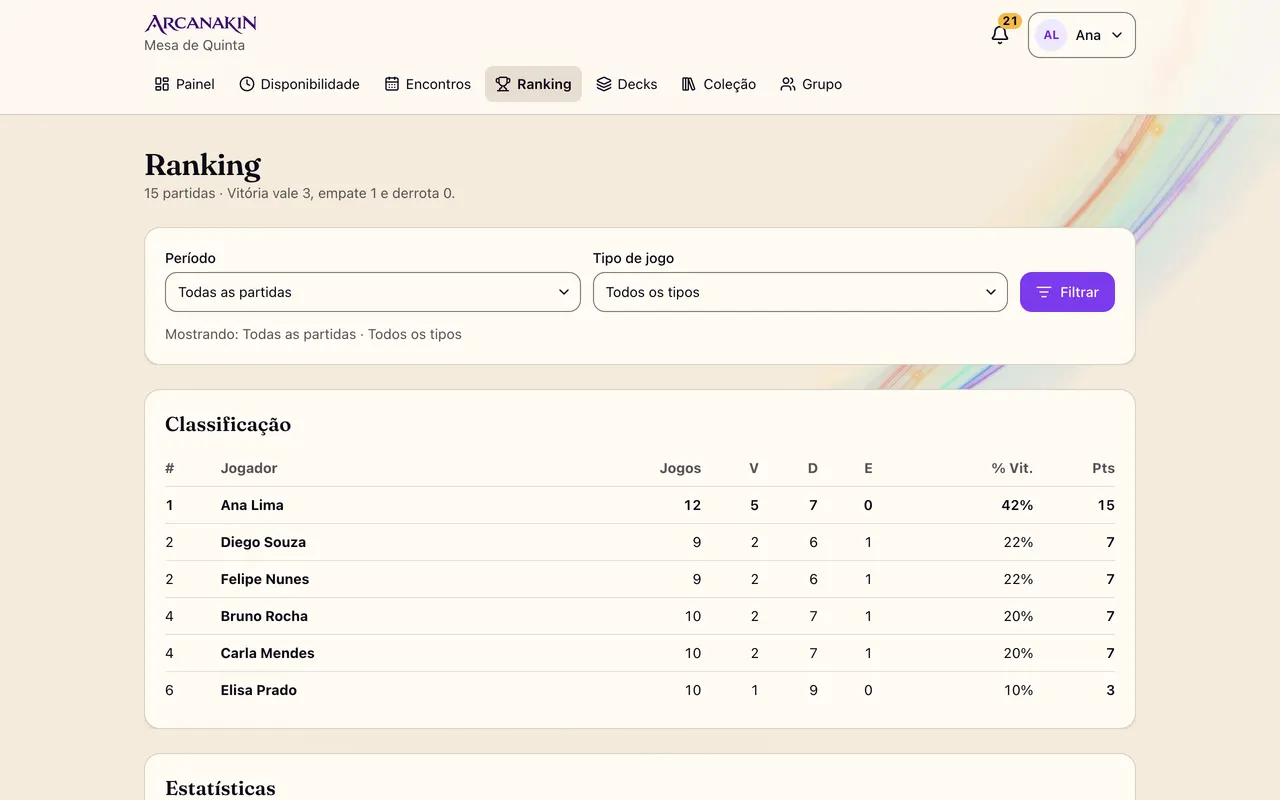 ARCANAKIN
Mesa de Quinta
21
AL Ana
Painel Disponibilidade Encontros Ranking Decks Coleção Grupo
Ranking
15 partidas · Vitória vale 3, empate 1 e derrota 0.
Período Tipo de jogo
Todas as partidas Todos os tipos Filtrar
Mostrando: Todas as partidas · Todos os tipos
Classificação
# Jogador Jogos V D E % Vit. Pts
1 Ana Lima 12 5 7 0 42% 15
2 Diego Souza 9 2 6 1 22% 7
2 Felipe Nunes 9 2 6 1 22% 7
4 Bruno Rocha 10 2 7 1 20% 7
4 Carla Mendes 10 2 7 1 20% 7
6 Elisa Prado 10 1 9 0 10% 3
Estatísticas